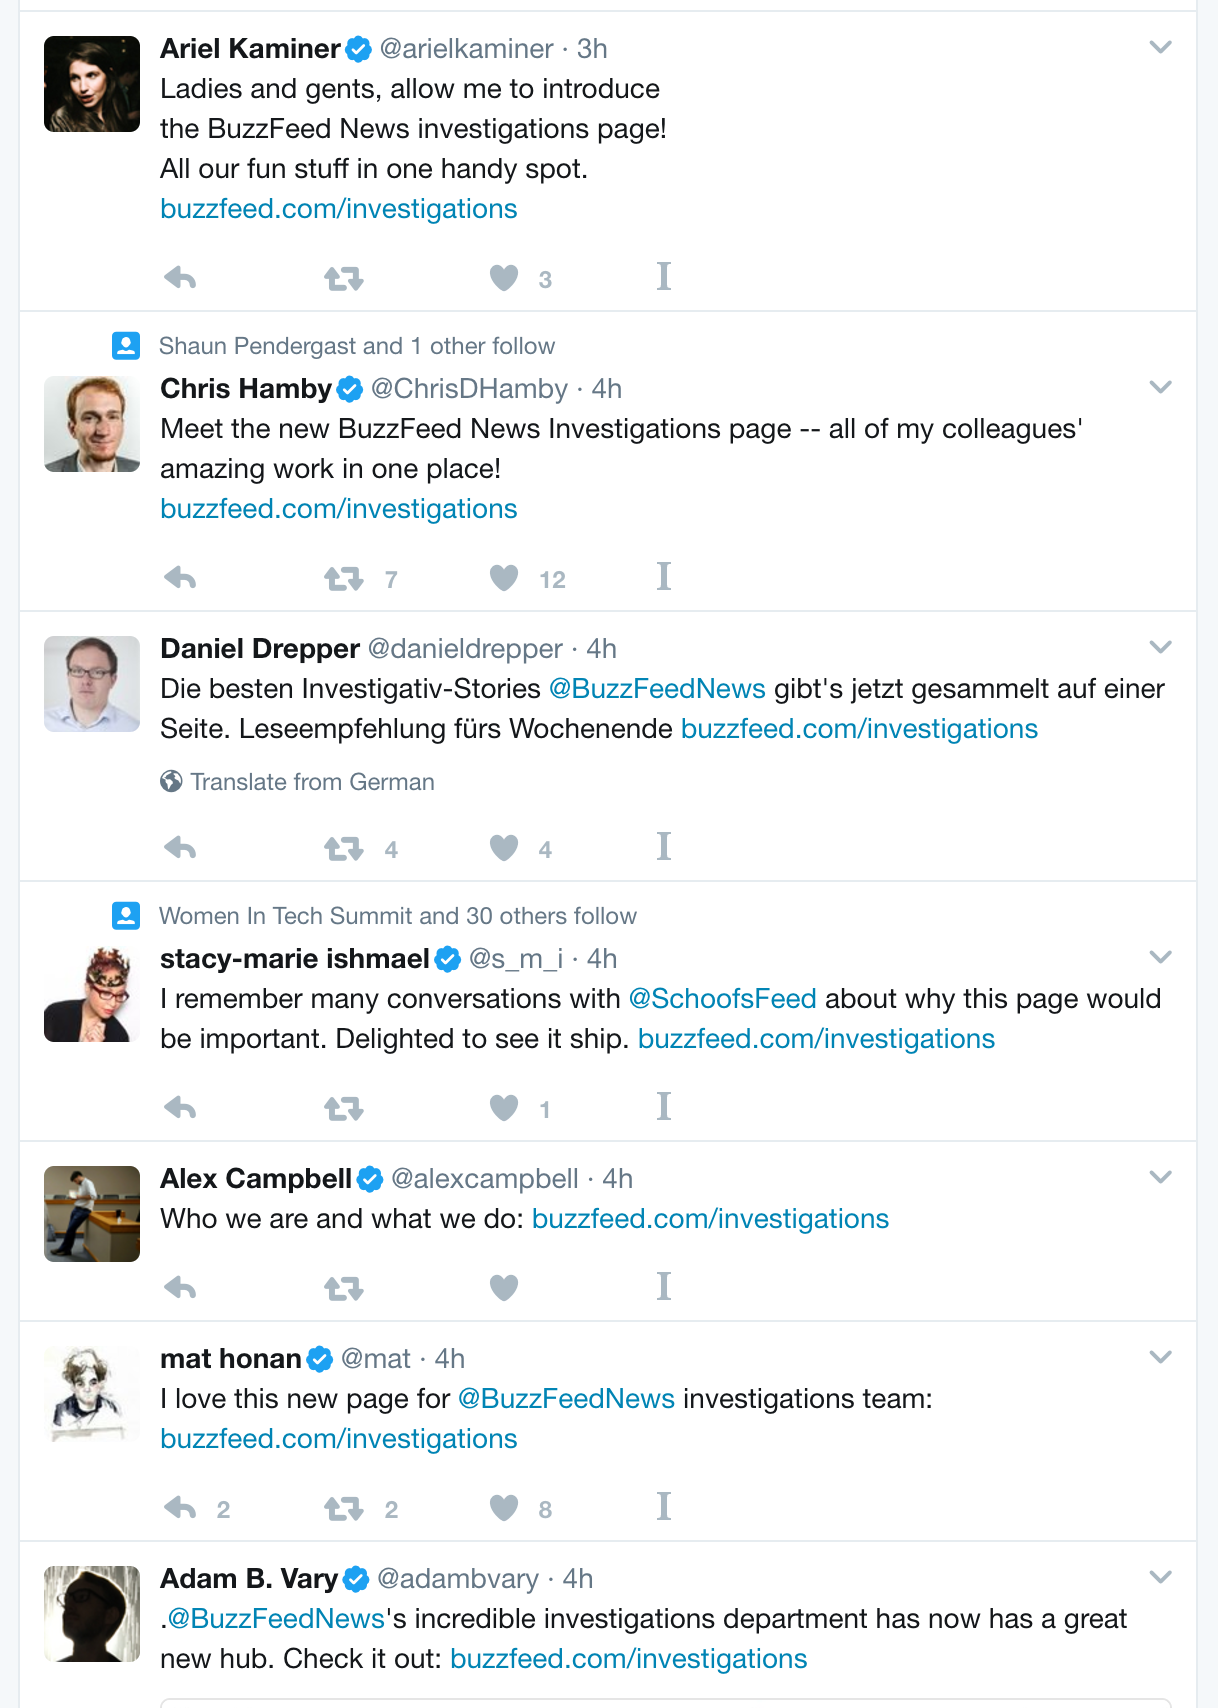 Ariel Kaminer @arielkaminer · 3h
Ladies and gents, allow me to introduce
the BuzzFeed News investigations page!
All our fun stuff in one handy spot.
buzzfeed.com/investigations
3
Shaun Pendergast and 1 other follow
Chris Hamby @ChrisDHamby · 4h
Meet the new BuzzFeed News Investigations page -- all of my colleagues'
amazing work in one place!
buzzfeed.com/investigations
7 12
Daniel Drepper @danieldrepper · 4h
Die besten Investigativ-Stories @BuzzFeedNews gibt's jetzt gesammelt auf einer
Seite. Leseempfehlung fürs Wochenende buzzfeed.com/investigations
Translate from German
4 4
Women In Tech Summit and 30 others follow
stacy-marie ishmael @s_m_i · 4h
I remember many conversations with @SchoofsFeed about why this page would
be important. Delighted to see it ship. buzzfeed.com/investigations
1
Alex Campbell @alexcampbell · 4h
Who we are and what we do: buzzfeed.com/investigations
mat honan @mat · 4h
I love this new page for @BuzzFeedNews investigations team:
buzzfeed.com/investigations
2 2 8
Adam B. Vary @adambvary · 4h
.@BuzzFeedNews's incredible investigations department has now has a great
new hub. Check it out: buzzfeed.com/investigations